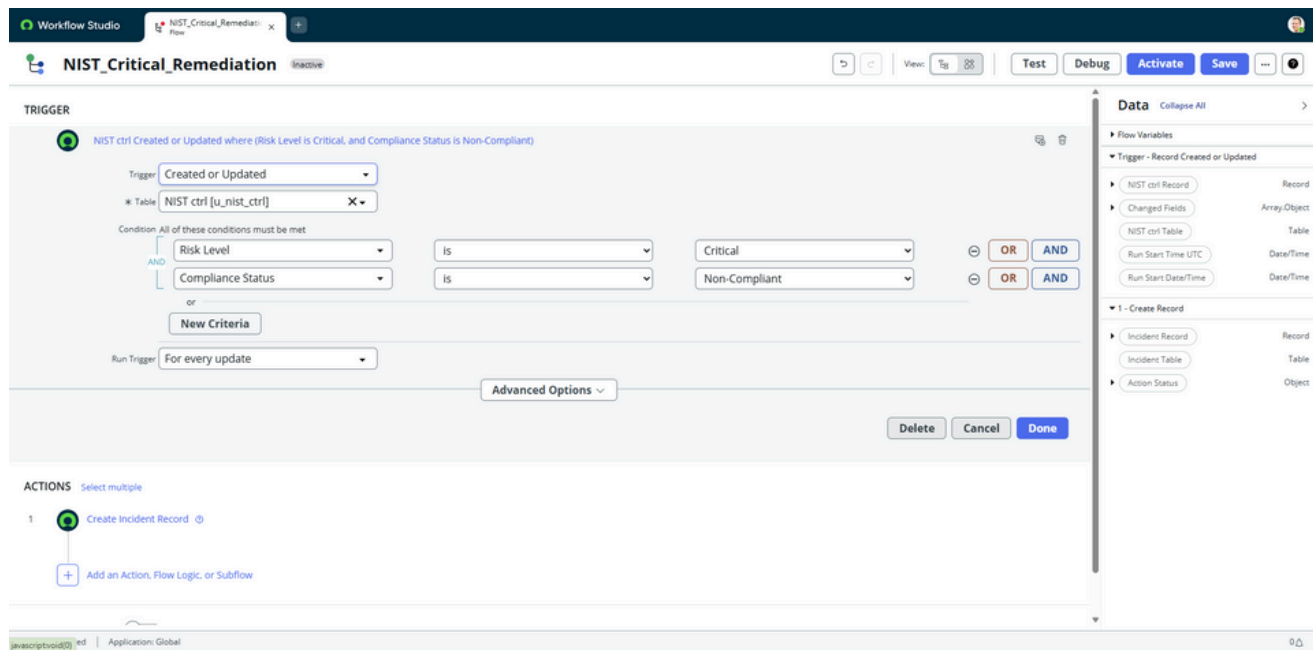 Workflow Studio
NIST_Critical_Remediati
Flow
NIST_Critical_Remediation Inactive
View: Test Debug Activate Save
TRIGGER
NIST ctrl Created or Updated where (Risk Level is Critical, and Compliance Status is Non-Compliant)
Trigger Created or Updated
* Table NIST ctrl [u_nist_ctrl]
Condition All of these conditions must be met
Risk Level is Critical OR AND
AND
Compliance Status is Non-Compliant OR AND
or
New Criteria
Run Trigger For every update
Advanced Options
Delete Cancel Done
ACTIONS Select multiple
1 Create Incident Record
Add an Action, Flow Logic, or Subflow
javascript:void(0) ed | Application: Global
Data Collapse All
Flow Variables
Trigger - Record Created or Updated
NIST ctrl Record Record
Changed Fields Array.Object
NIST ctrl Table Table
Run Start Time UTC Date/Time
Run Start Date/Time Date/Time
1 - Create Record
Incident Record Record
Incident Table Table
Action Status Object
0